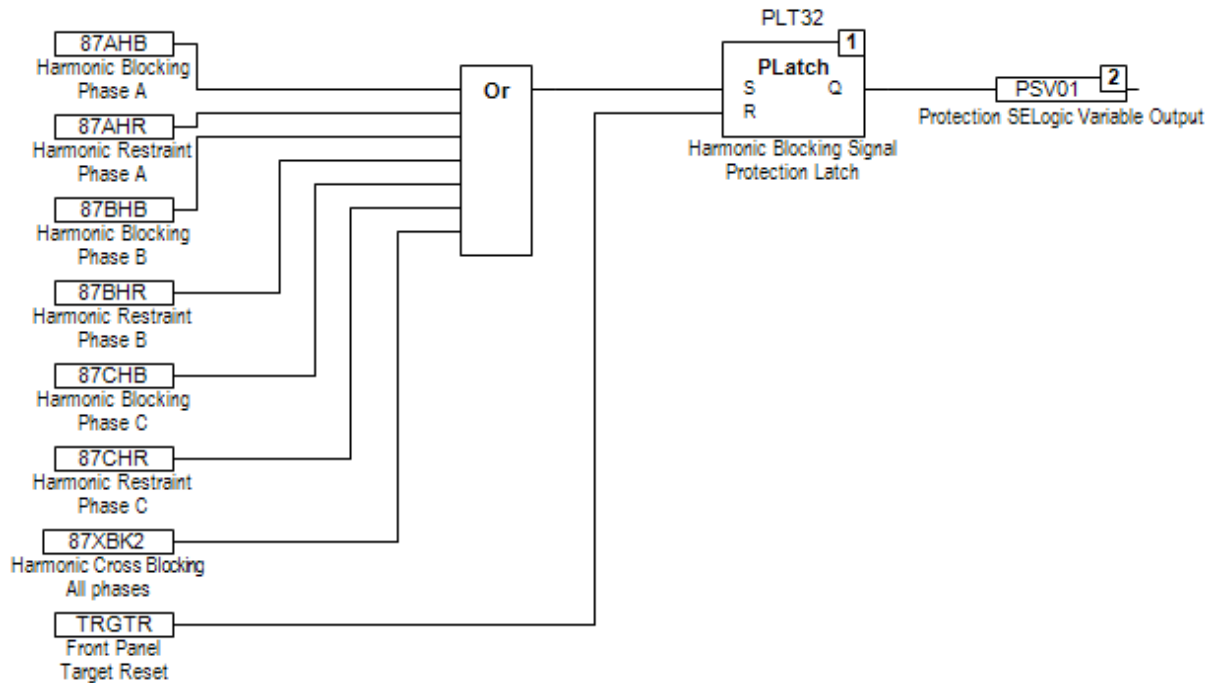 87AHB
Harmonic Blocking
Phase A
87AHR
Harmonic Restraint
Phase A
87BHB
Harmonic Blocking
Phase B
87BHR
Harmonic Restraint
Phase B
87CHB
Harmonic Blocking
Phase C
87CHR
Harmonic Restraint
Phase C
87XBK2
Harmonic Cross Blocking
All phases
TRGTR
Front Panel
Target Reset
Or
PLT32
1
PLatch
S Q
R
Harmonic Blocking Signal
Protection Latch
PSV01 2
Protection SELogic Variable Output